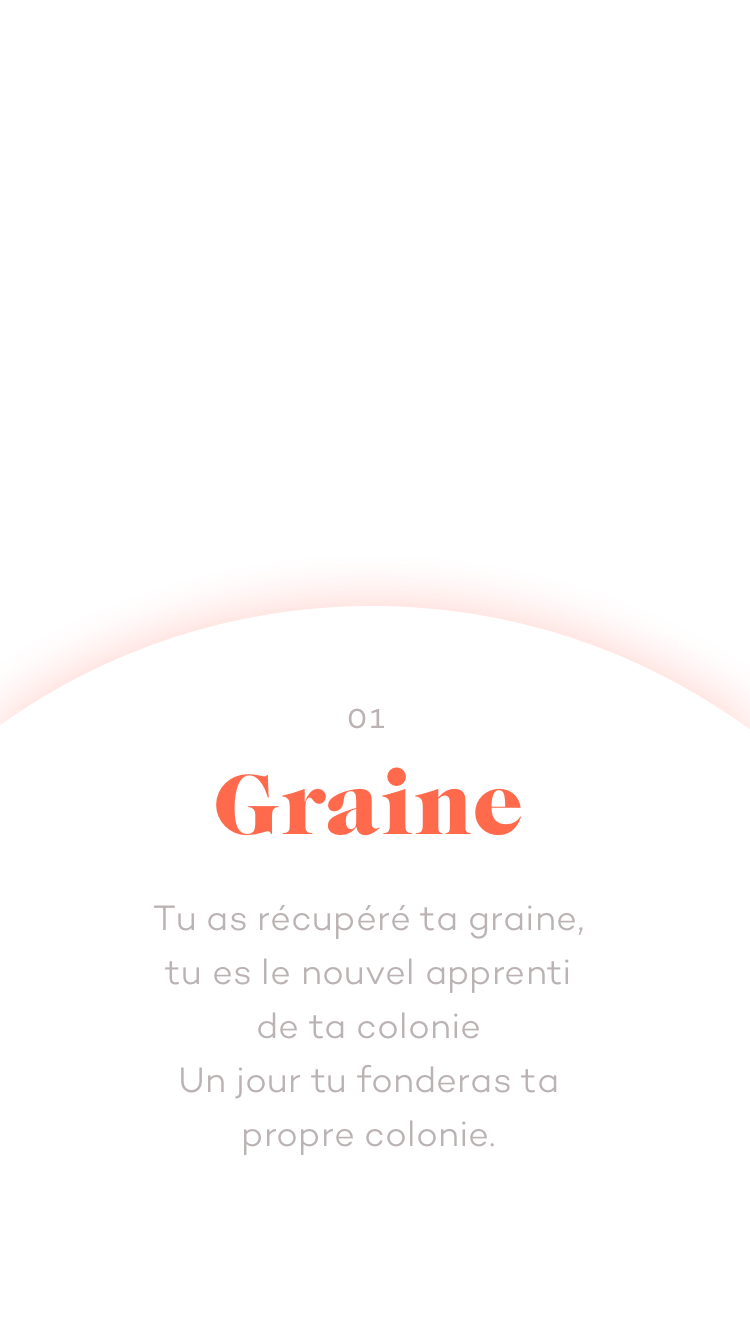 01
Graine
Tu as récupéré ta graine,
tu es le nouvel apprenti
de ta colonie
Un jour tu fonderas ta
propre colonie.